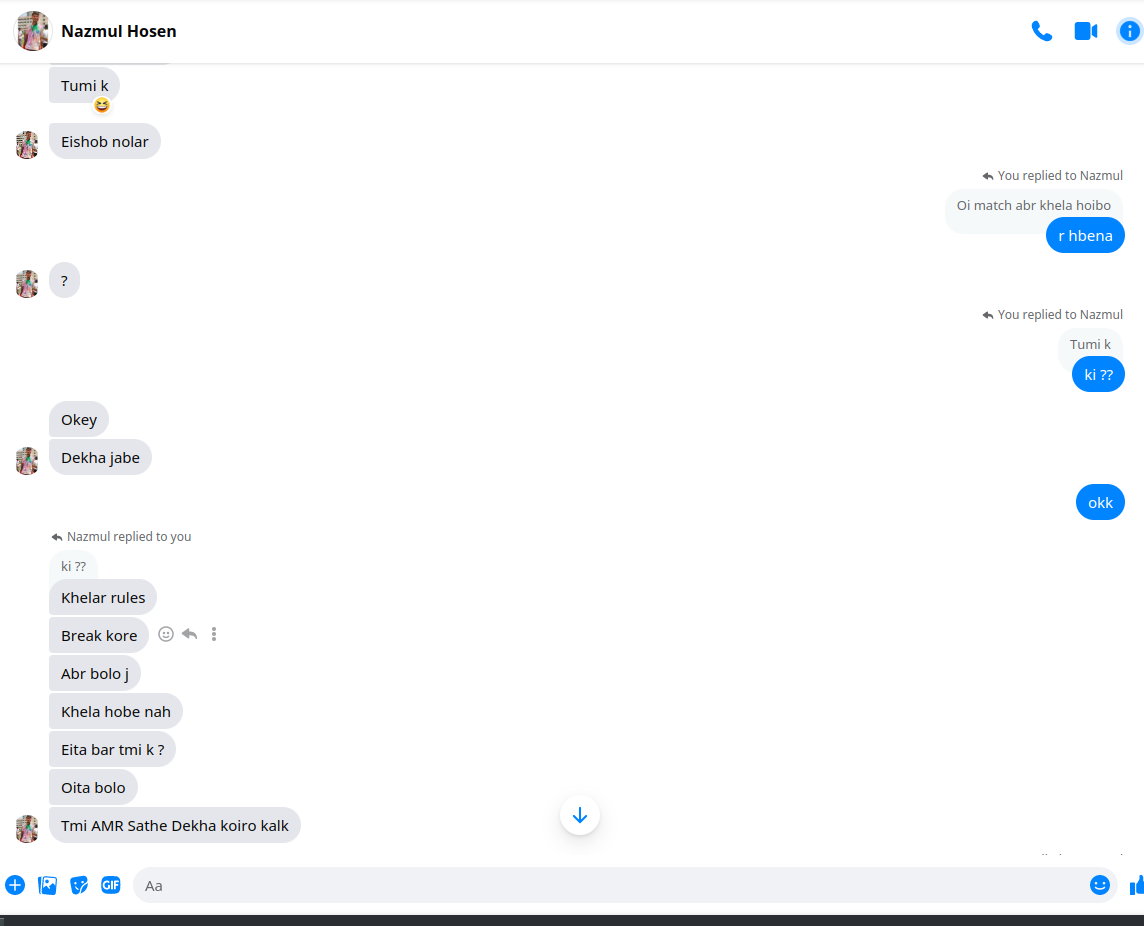 Nazmul Hosen
Tumi k
Eishob nolar
You replied to Nazmul
Oi match abr khela hoibo
r hbena
?
You replied to Nazmul
Tumi k
ki ??
Okey
Dekha jabe
okk
Nazmul replied to you
ki ??
Khelar rules
Break kore
Abr bolo j
Khela hobe nah
Eita bar tmi k ?
Oita bolo
Tmi AMR Sathe Dekha koiro kalk
GIF
Aa